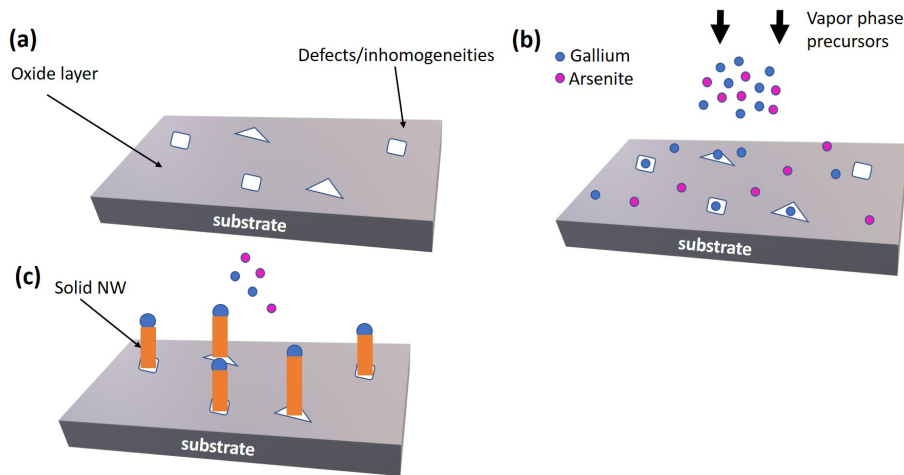 (a)
Oxide layer
Defects/inhomogeneities
substrate
(b)
Vapor phase
precursors
Gallium
Arsenite
substrate
(c)
Solid NW
substrate